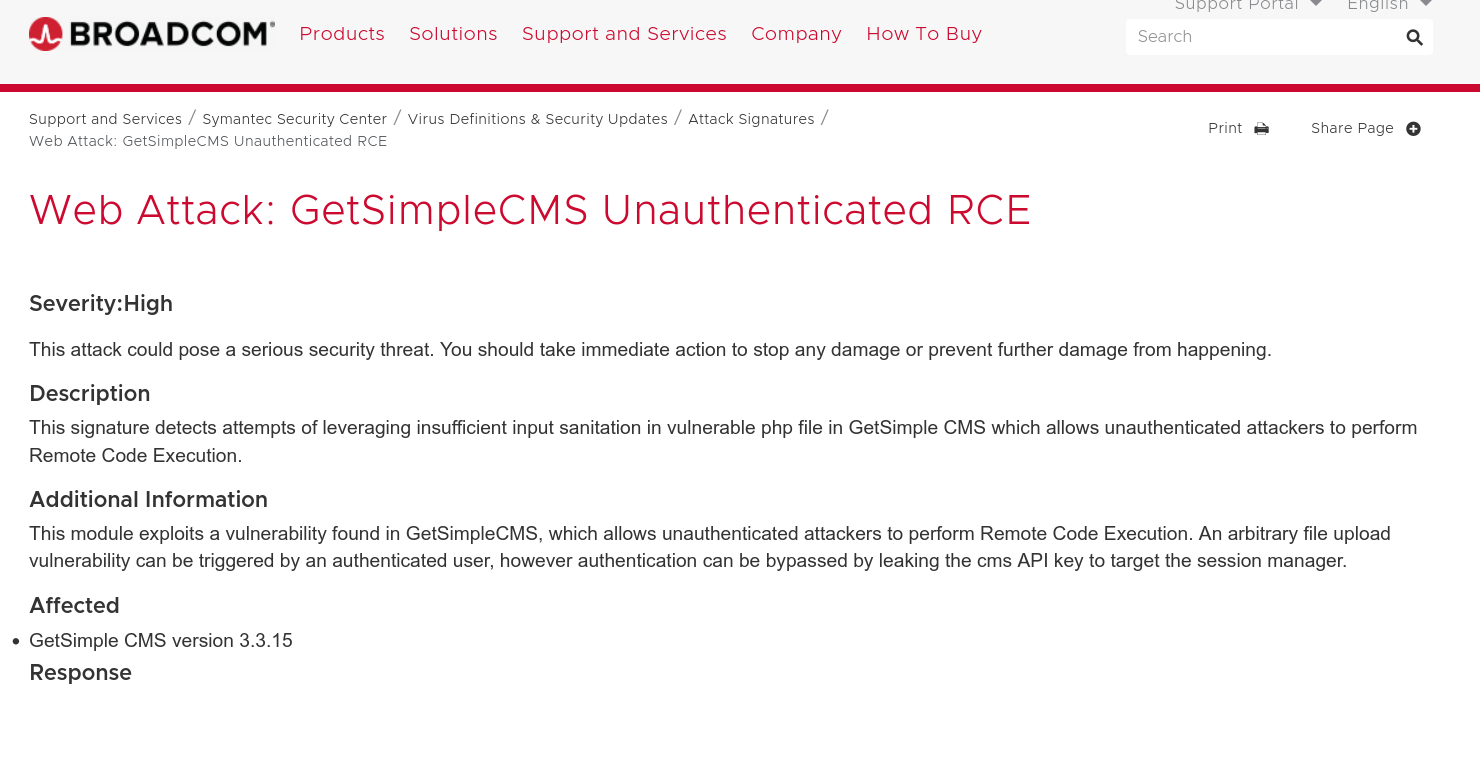 Support Portal English
BROADCOM® Products Solutions Support and Services Company How To Buy Search
Support and Services / Symantec Security Center / Virus Definitions & Security Updates / Attack Signatures /
Web Attack: GetSimpleCMS Unauthenticated RCE
Print Share Page
Web Attack: GetSimpleCMS Unauthenticated RCE
Severity:High
This attack could pose a serious security threat. You should take immediate action to stop any damage or prevent further damage from happening.
Description
This signature detects attempts of leveraging insufficient input sanitation in vulnerable php file in GetSimple CMS which allows unauthenticated attackers to perform
Remote Code Execution.
Additional Information
This module exploits a vulnerability found in GetSimpleCMS, which allows unauthenticated attackers to perform Remote Code Execution. An arbitrary file upload
vulnerability can be triggered by an authenticated user, however authentication can be bypassed by leaking the cms API key to target the session manager.
Affected
• GetSimple CMS version 3.3.15
Response